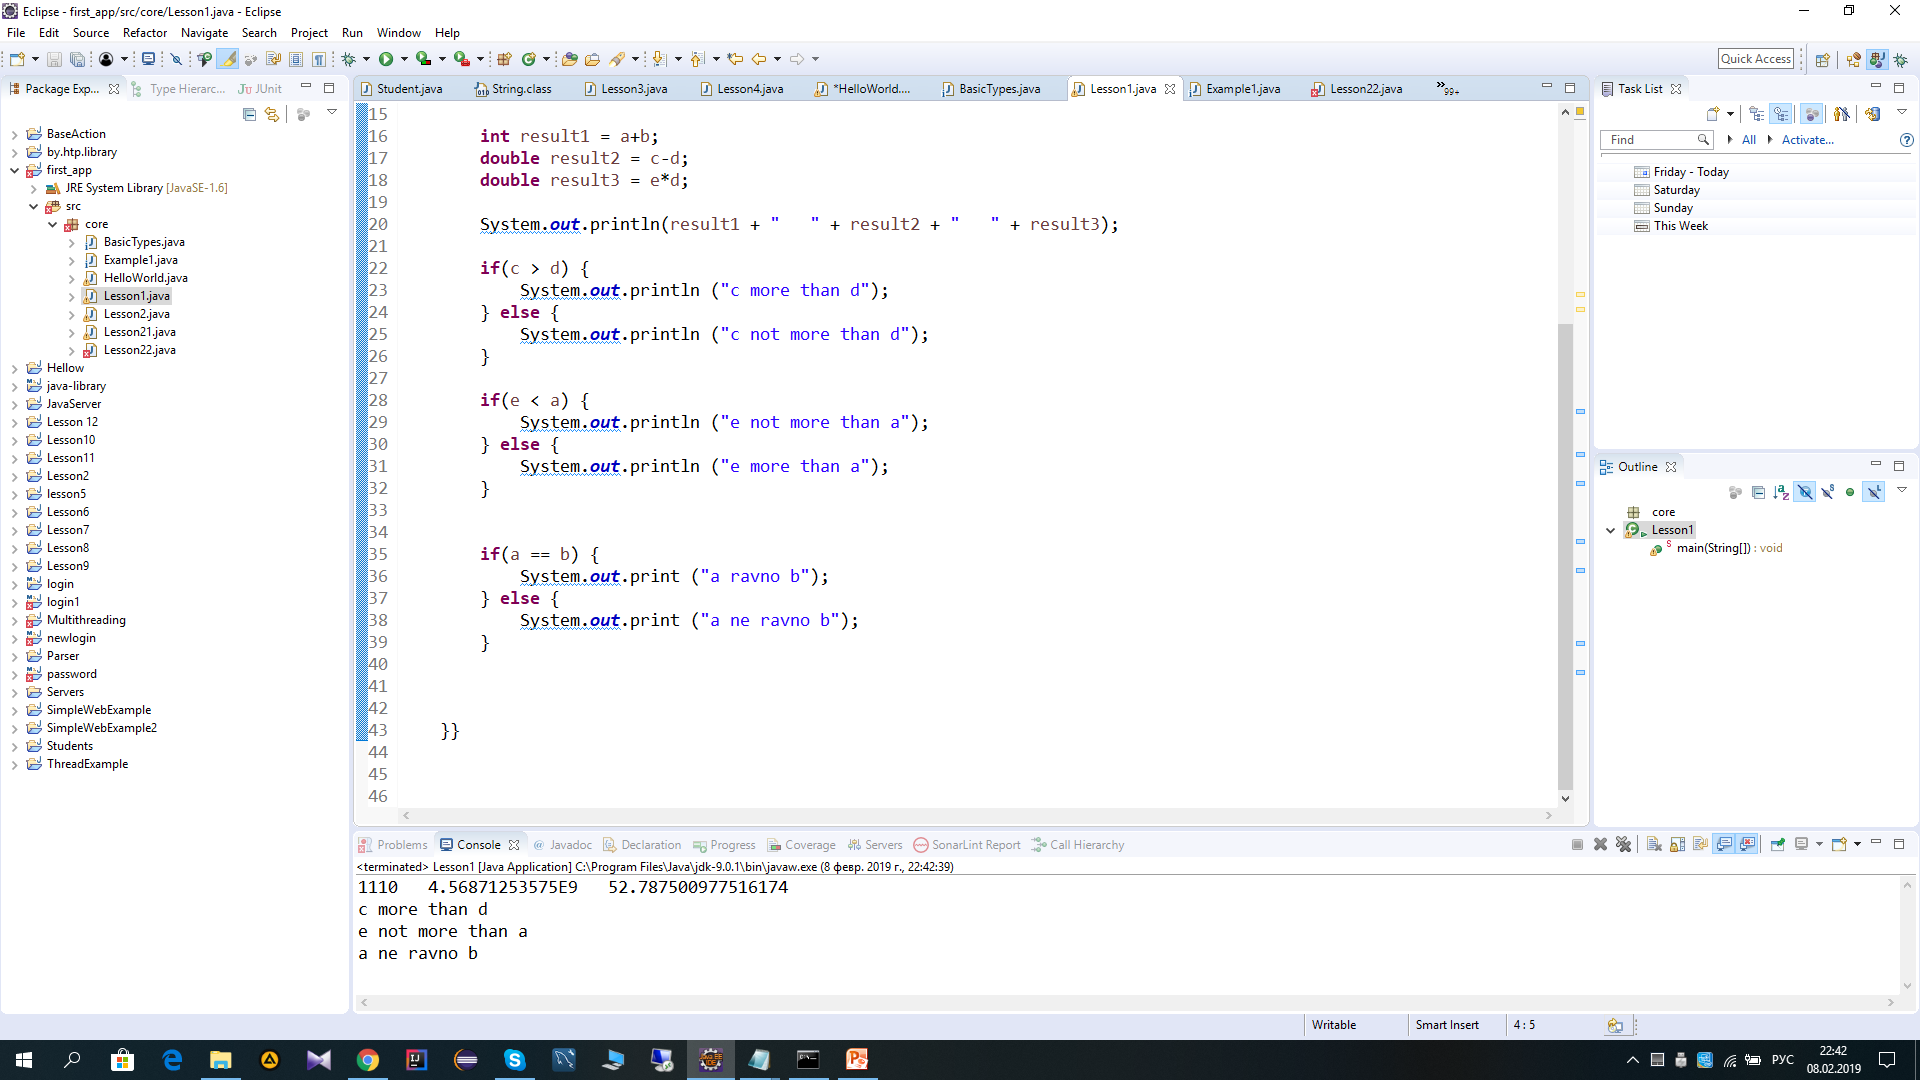 Eclipse - first_app/src/core/Lesson1.java - Eclipse
File Edit Source Refactor Navigate Search Project Run Window Help
Quick Access
Package Exp... Type Hierarc... JUnit
BaseAction
by.htp.library
first_app
JRE System Library [JavaSE-1.6]
src
core
BasicTypes.java
Example1.java
HelloWorld.java
Lesson1.java
Lesson2.java
Lesson21.java
Lesson22.java
Hellow
java-library
JavaServer
Lesson 12
Lesson10
Lesson11
Lesson2
lesson5
Lesson6
Lesson7
Lesson8
Lesson9
login
login1
Multithreading
newlogin
Parser
password
Servers
SimpleWebExample
SimpleWebExample2
Students
ThreadExample
Student.java String.class Lesson3.java Lesson4.java *HelloWorld.... BasicTypes.java Lesson1.java Example1.java Lesson22.java »99+
15
16 int result1 = a+b;
17 double result2 = c-d;
18 double result3 = e*d;
19
20 System.out.println(result1 + "   " + result2 + "   " + result3);
21
22 if(c > d) {
23 System.out.println ("c more than d");
24 } else {
25 System.out.println ("c not more than d");
26 }
27
28 if(e < a) {
29 System.out.println ("e not more than a");
30 } else {
31 System.out.println ("e more than a");
32 }
33
34
35 if(a == b) {
36 System.out.print ("a ravno b");
37 } else {
38 System.out.print ("a ne ravno b");
39 }
40
41
42
43 }}
44
45
46
Task List
Find All Activate...
Friday - Today
Saturday
Sunday
This Week
Outline
core
Lesson1
main(String[]) : void
Problems Console @ Javadoc Declaration Progress Coverage Servers SonarLint Report Call Hierarchy
<terminated> Lesson1 [Java Application] C:\Program Files\Java\jdk-9.0.1\bin\javaw.exe (8 февр. 2019 г., 22:42:39)
1110   4.56871253575E9   52.787500977516174
c more than d
e not more than a
a ne ravno b
Writable Smart Insert 4 : 5
РУС
22:42
08.02.2019